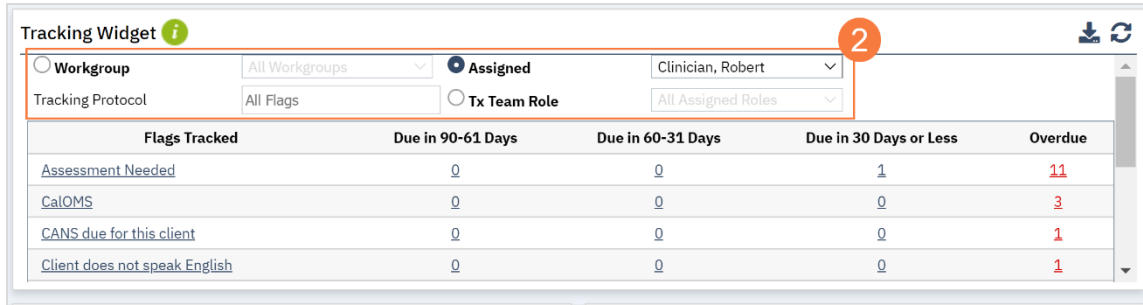 Tracking Widget i
2
Workgroup All Workgroups Assigned Clinician, Robert
Tracking Protocol All Flags Tx Team Role All Assigned Roles
Flags Tracked Due in 90-61 Days Due in 60-31 Days Due in 30 Days or Less Overdue
Assessment Needed 0 0 1 11
CalOMS 0 0 0 3
CANS due for this client 0 0 0 1
Client does not speak English 0 0 0 1